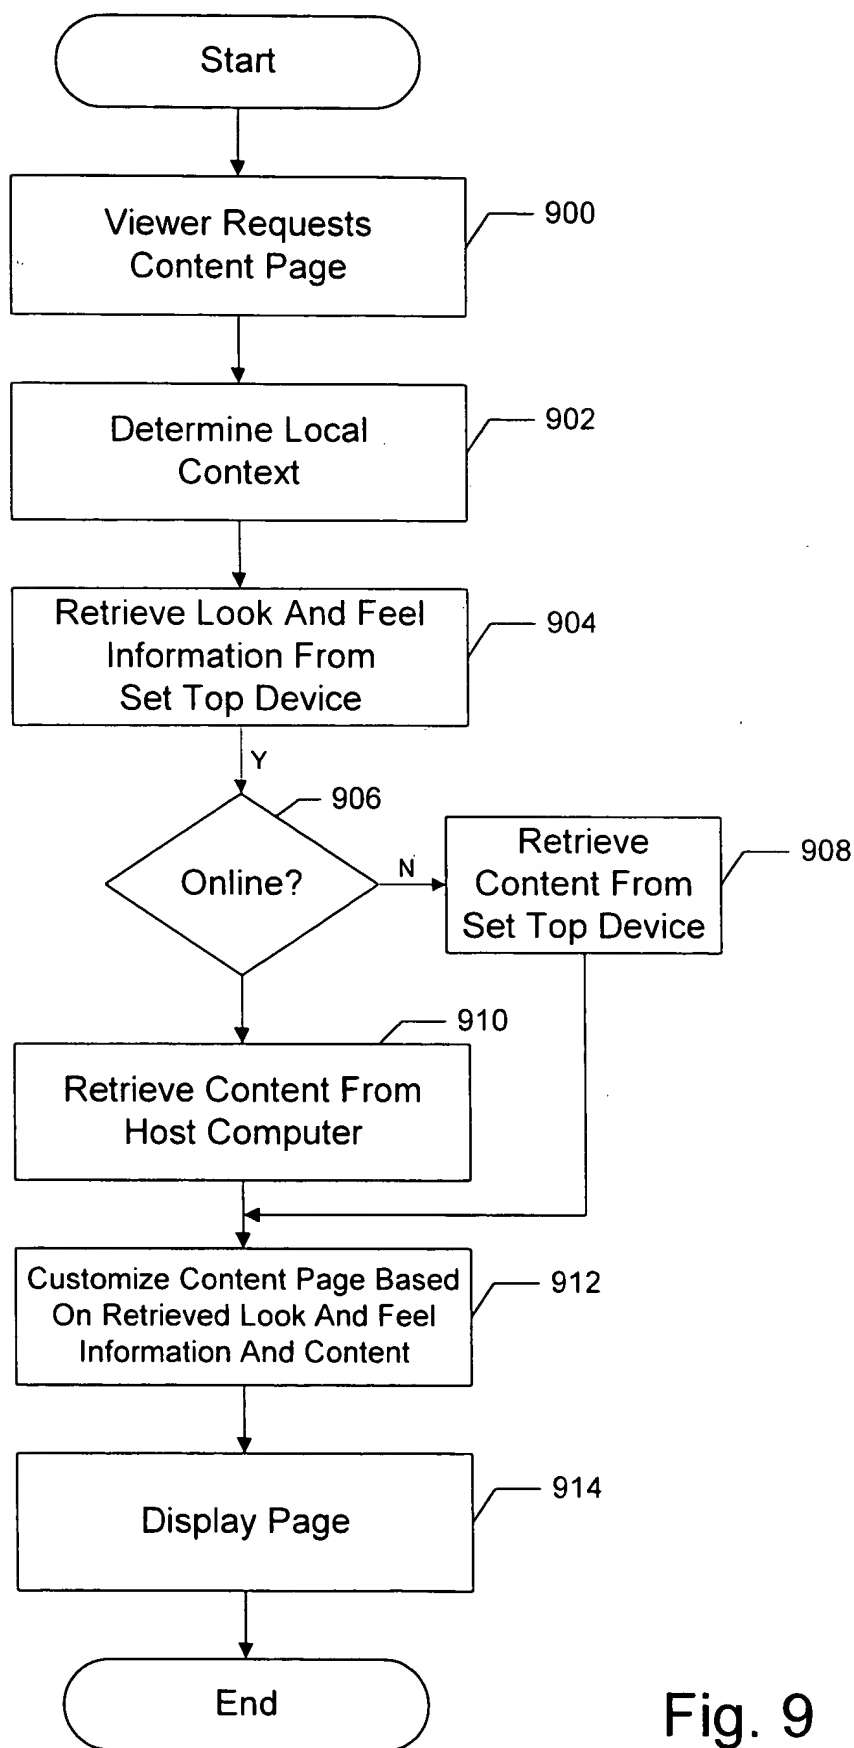 Start
Viewer Requests
Content Page
900
Determine Local
Context
902
Retrieve Look And Feel
Information From
Set Top Device
904
Y
906
Online?
N
Retrieve
Content From
Set Top Device
908
910
Retrieve Content From
Host Computer
Customize Content Page Based
On Retrieved Look And Feel
Information And Content
912
Display Page
914
End
Fig. 9